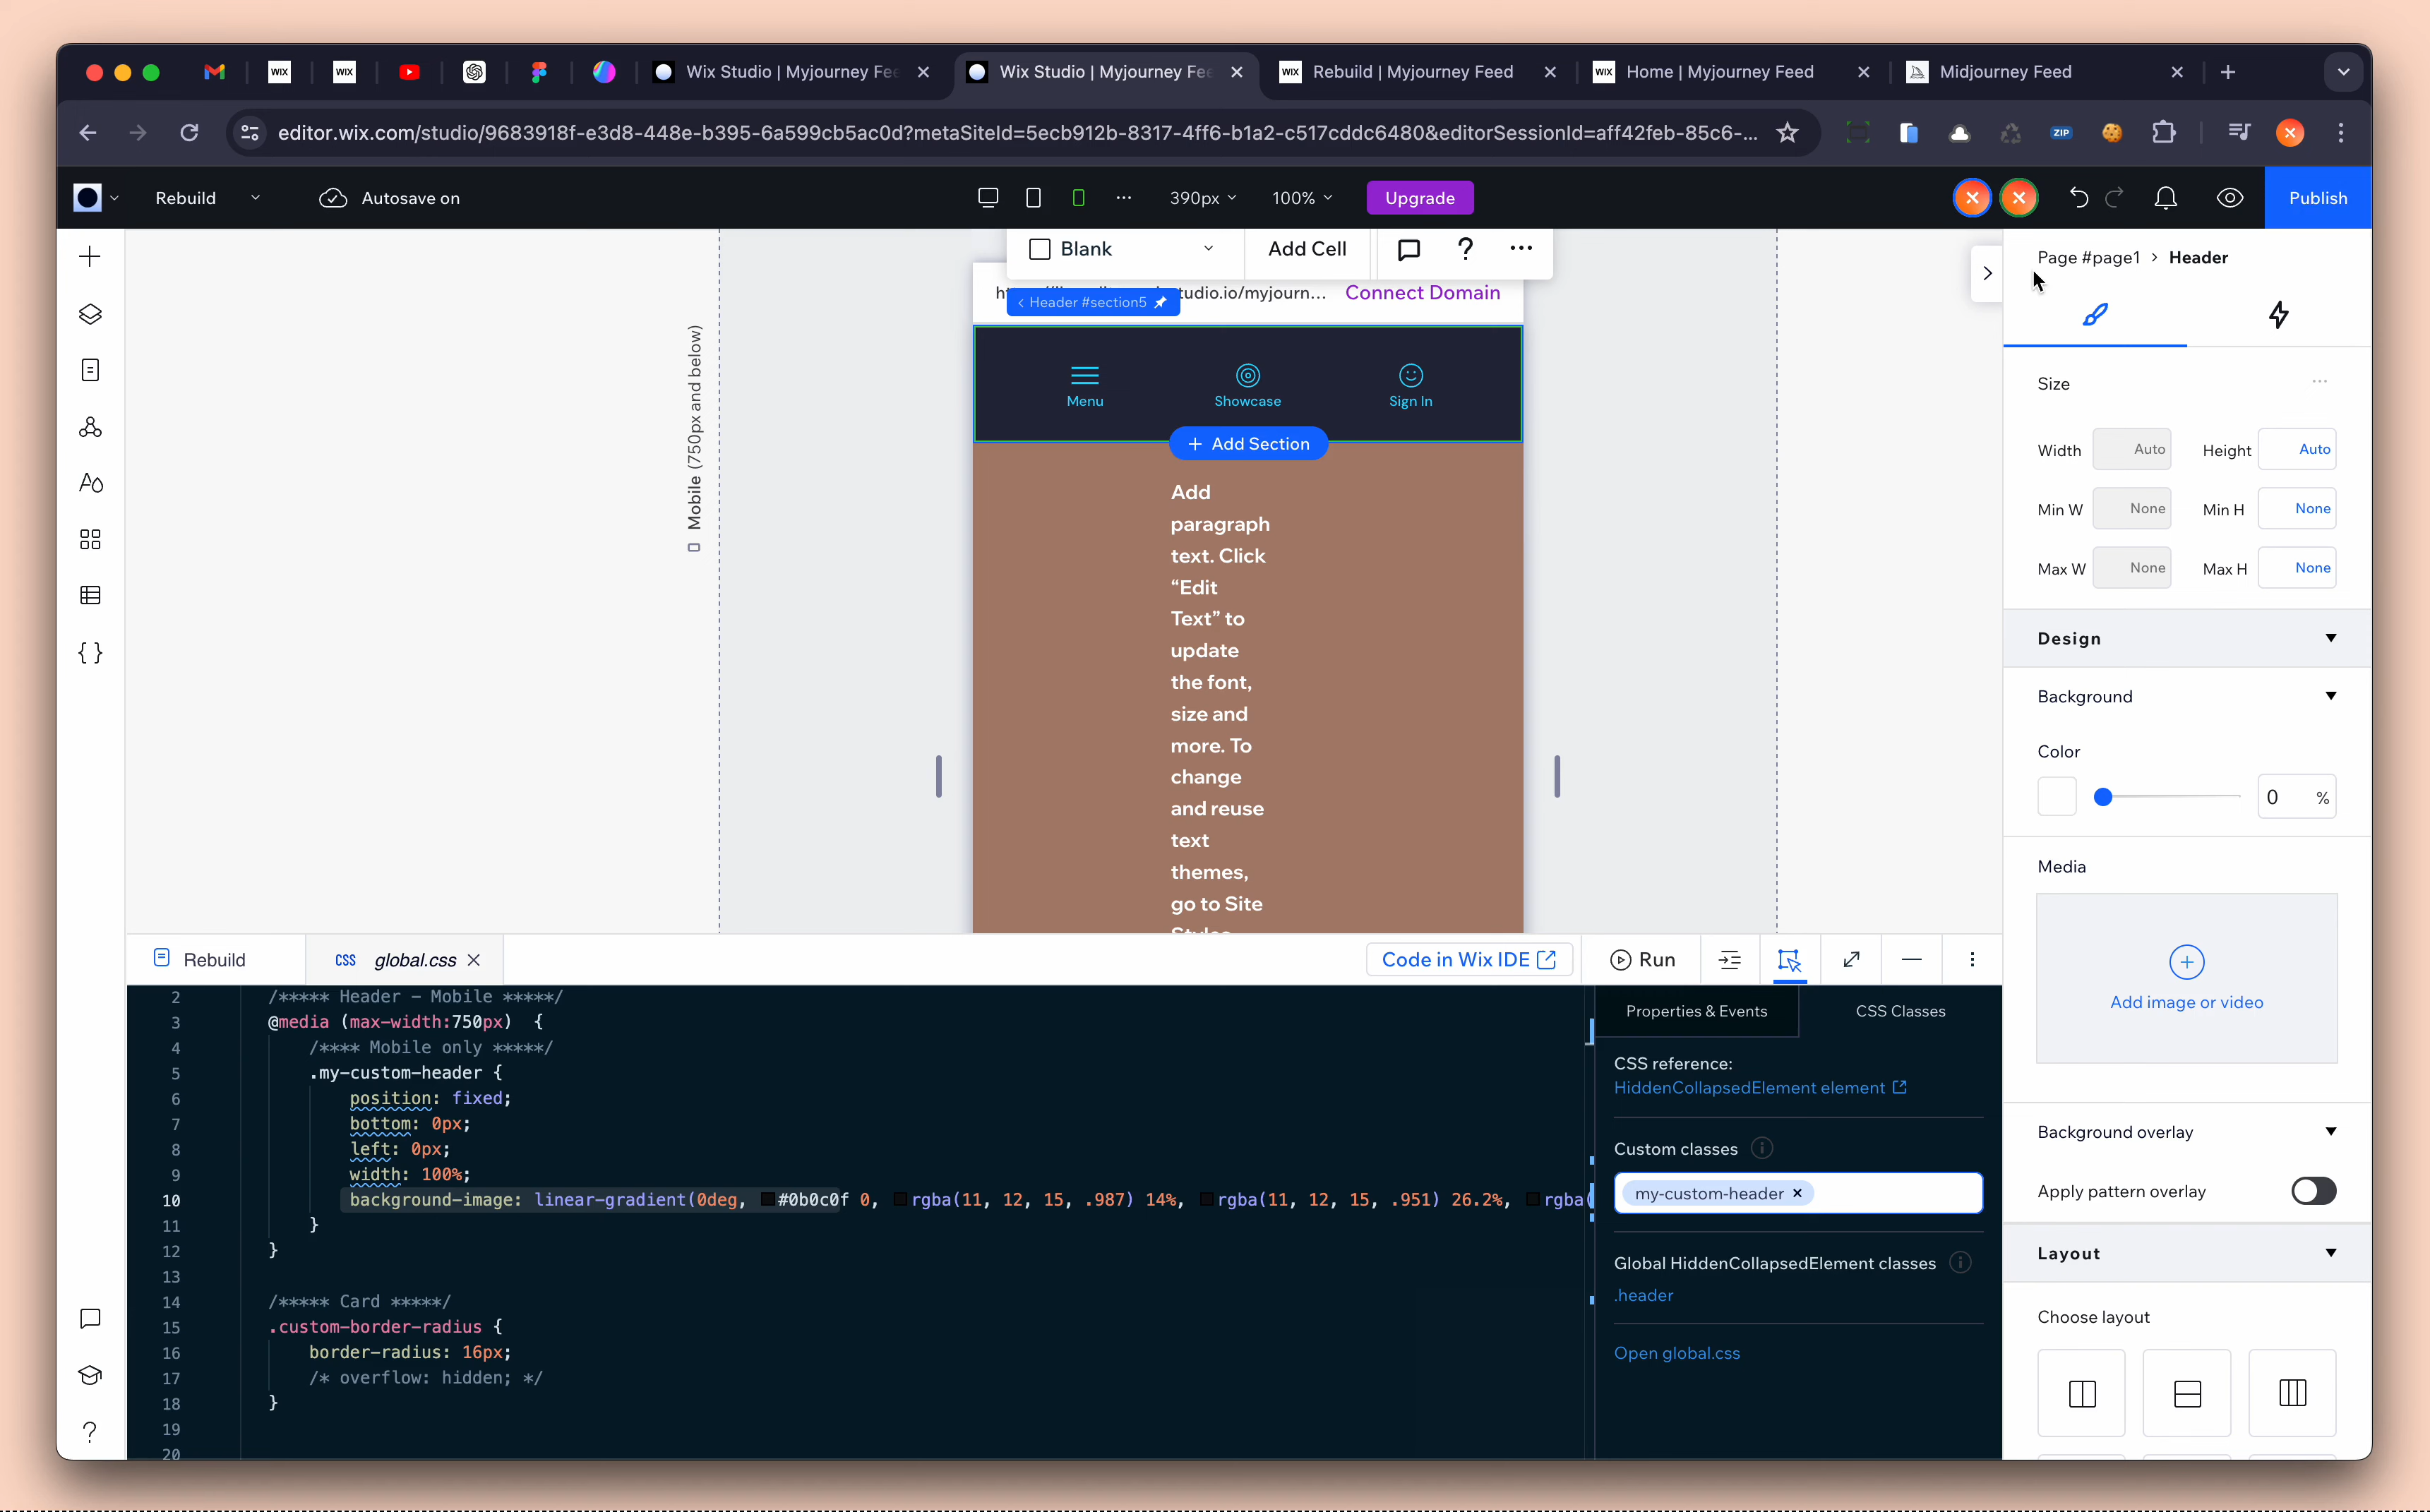 WIX
WIX
Wix Studio | Myjourney Fee
Wix Studio | Myjourney Fee
WIX
Rebuild | Myjourney Feed
WIX
Home | Myjourney Feed
Midjourney Feed
editor.wix.com/studio/9683918f-e3d8-448e-b395-6a599cb5ac0d?metaSiteId=5ecb912b-8317-4ff6-b1a2-c517cddc6480&editorSessionId=aff42feb-85c6-...
ZIP
Rebuild
Autosave on
390px
100%
Upgrade
Publish
Blank
Add Cell
tudio.io/myjourn...
Connect Domain
Header #section5
Mobile (750px and below)
Menu
Showcase
Sign In
+ Add Section
Add
paragraph
text. Click
“Edit
Text” to
update
the font,
size and
more. To
change
and reuse
text
themes,
go to Site
Styles
Page #page1 > Header
Size
Width
Auto
Height
Auto
Min W
None
Min H
None
Max W
None
Max H
None
Design
Background
Color
0 %
Media
Add image or video
Background overlay
Apply pattern overlay
Layout
Choose layout
Rebuild
CSS global.css
Code in Wix IDE
Run
2 /***** Header - Mobile *****/
3 @media (max-width:750px) {
4 /**** Mobile only *****/
5 .my-custom-header {
6 position: fixed;
7 bottom: 0px;
8 left: 0px;
9 width: 100%;
10 background-image: linear-gradient(0deg, #0b0c0f 0, rgba(11, 12, 15, .987) 14%, rgba(11, 12, 15, .951) 26.2%, rgba(
11 }
12 }
13
14 /***** Card *****/
15 .custom-border-radius {
16 border-radius: 16px;
17 /* overflow: hidden; */
18 }
19
20
Properties & Events
CSS Classes
CSS reference:
HiddenCollapsedElement element
Custom classes
my-custom-header
Global HiddenCollapsedElement classes
.header
Open global.css